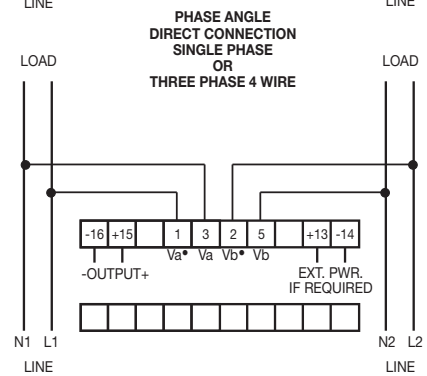 LINE LINE
PHASE ANGLE
DIRECT CONNECTION
SINGLE PHASE
OR
THREE PHASE 4 WIRE
LOAD LOAD
-16 +15 1 3 2 5 +13 -14
Va• Va Vb• Vb
-OUTPUT+ EXT. PWR.
IF REQUIRED
N1 L1 N2 L2
LINE LINE